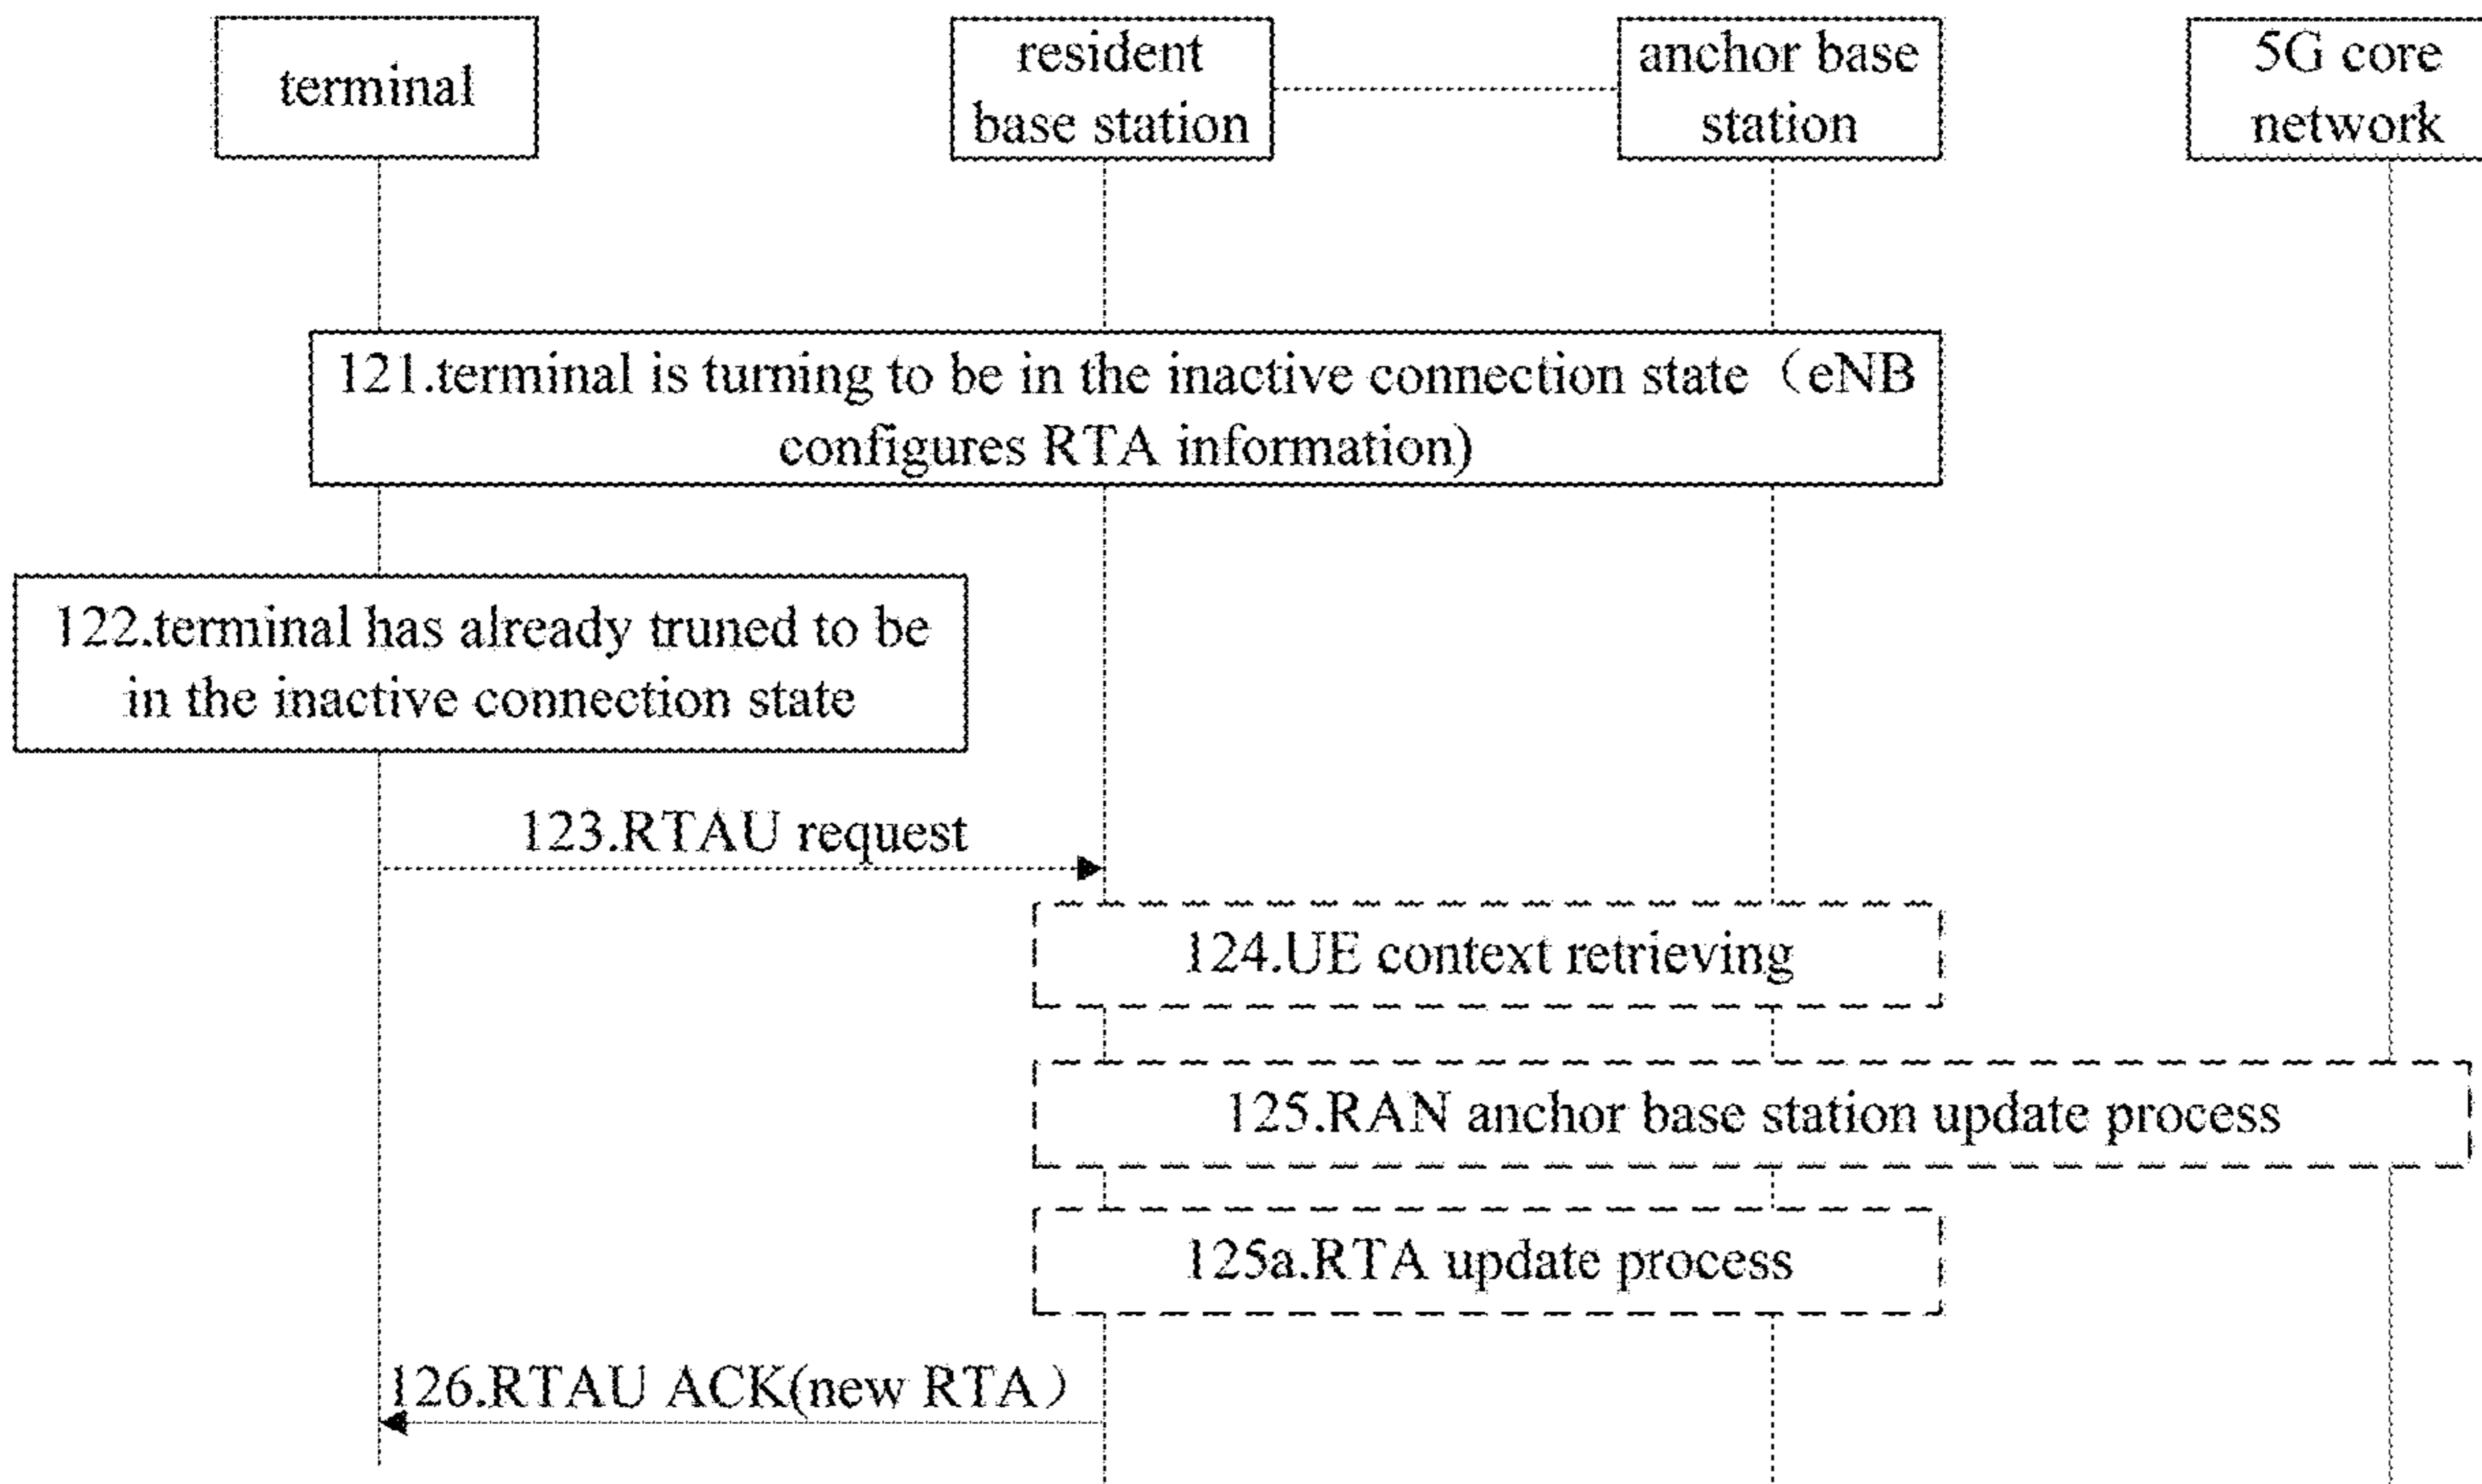 terminal
resident
base station
anchor base
station
5G core
network
121.terminal is turning to be in the inactive connection state（eNB
configures RTA information)
122.terminal has already truned to be
in the inactive connection state
123.RTAU request
124.UE context retrieving
125.RAN anchor base station update process
125a.RTA update process
126.RTAU ACK(new RTA）